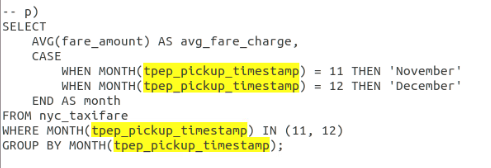 -- p)
SELECT
    AVG(fare_amount) AS avg_fare_charge,
    CASE
        WHEN MONTH(tpep_pickup_timestamp) = 11 THEN 'November'
        WHEN MONTH(tpep_pickup_timestamp) = 12 THEN 'December'
    END AS month
FROM nyc_taxifare
WHERE MONTH(tpep_pickup_timestamp) IN (11, 12)
GROUP BY MONTH(tpep_pickup_timestamp);